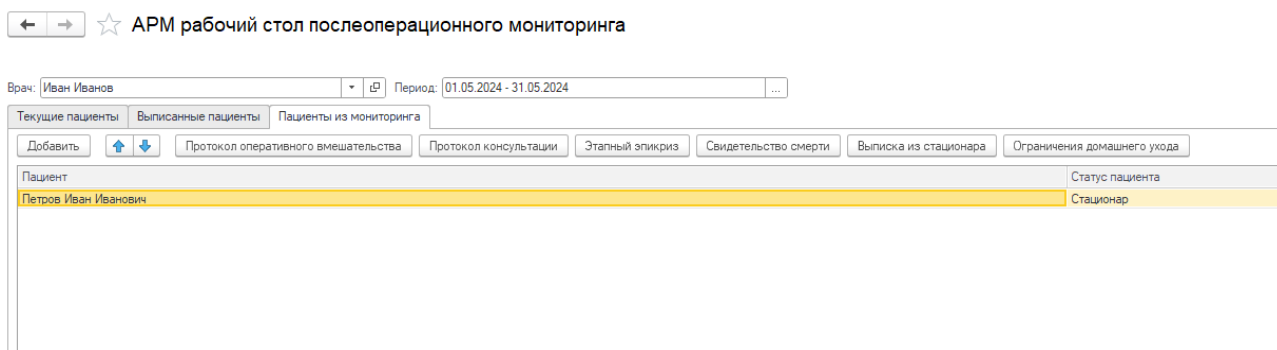 АРМ рабочий стол послеоперационного мониторинга
Врач: Иван Иванов Период: 01.05.2024 - 31.05.2024 ...
Текущие пациенты Выписанные пациенты Пациенты из мониторинга
Добавить Протокол оперативного вмешательства Протокол консультации Этапный эпикриз Свидетельство смерти Выписка из стационара Ограничения домашнего ухода
Пациент Статус пациента
Петров Иван Иванович Стационар